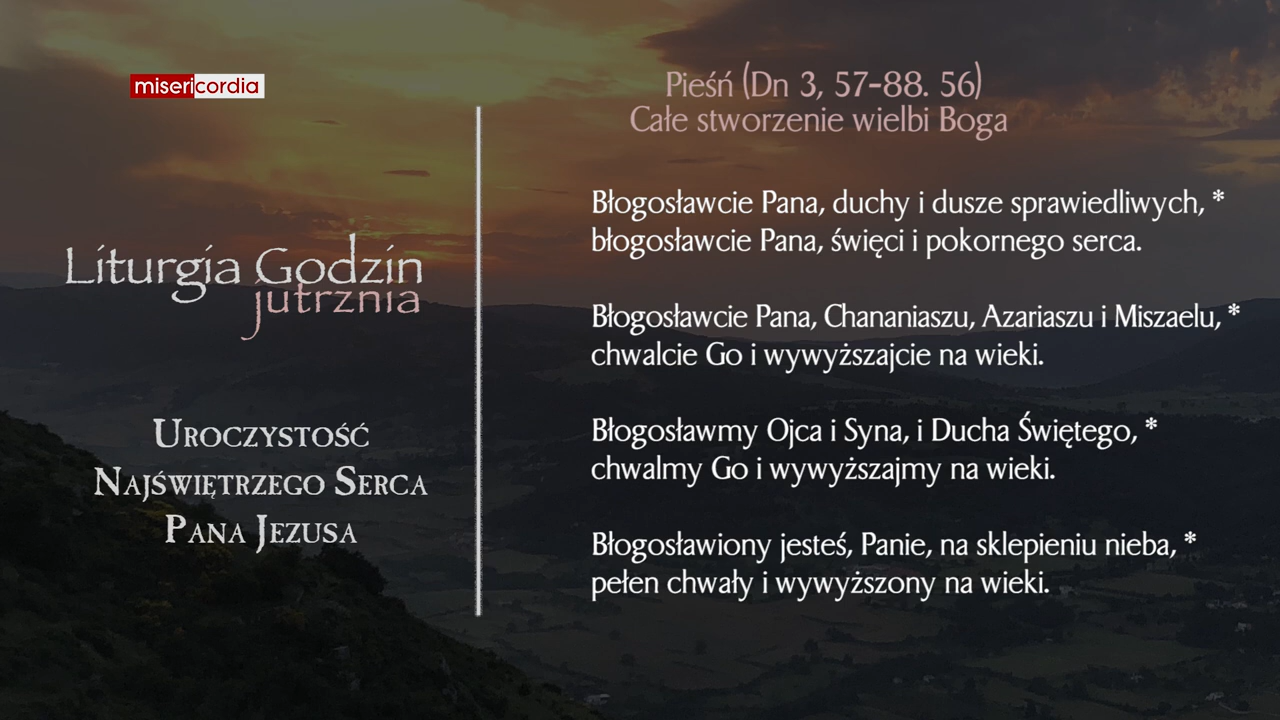 misericordia
Liturgia Godzin
jutrznia
Uroczystość
Najświętrzego Serca
Pana Jezusa
Pieśń (Dn 3, 57-88. 56)
Całe stworzenie wielbi Boga
Błogosławcie Pana, duchy i dusze sprawiedliwych, *
błogosławcie Pana, święci i pokornego serca.
Błogosławcie Pana, Chananiaszu, Azariaszu i Miszaelu, *
chwalcie Go i wywyższajcie na wieki.
Błogosławmy Ojca i Syna, i Ducha Świętego, *
chwalmy Go i wywyższajmy na wieki.
Błogosławiony jesteś, Panie, na sklepieniu nieba, *
pełen chwały i wywyższony na wieki.